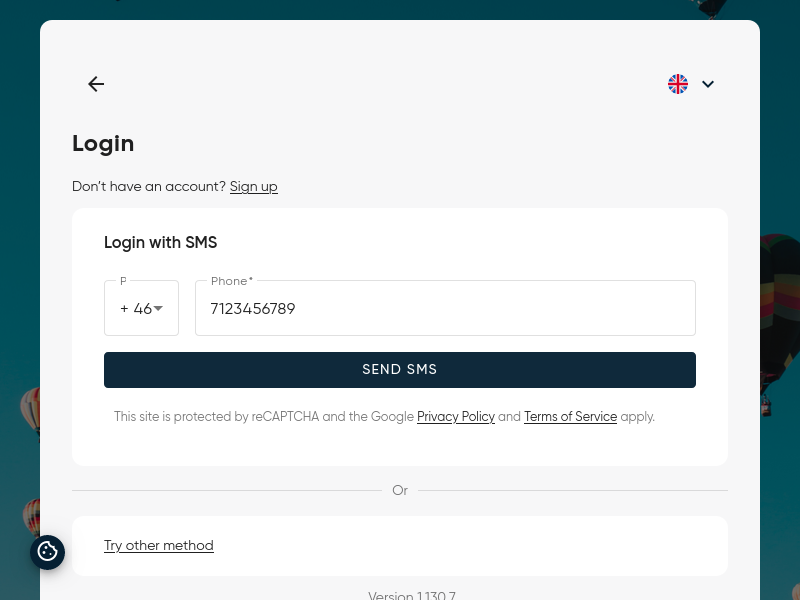 Login
Don't have an account? Sign up
Login with SMS
P
Phone*
+ 46
7123456789
SEND SMS
This site is protected by reCAPTCHA and the Google Privacy Policy and Terms of Service apply.
Or
Try other method
Version 1.130.7